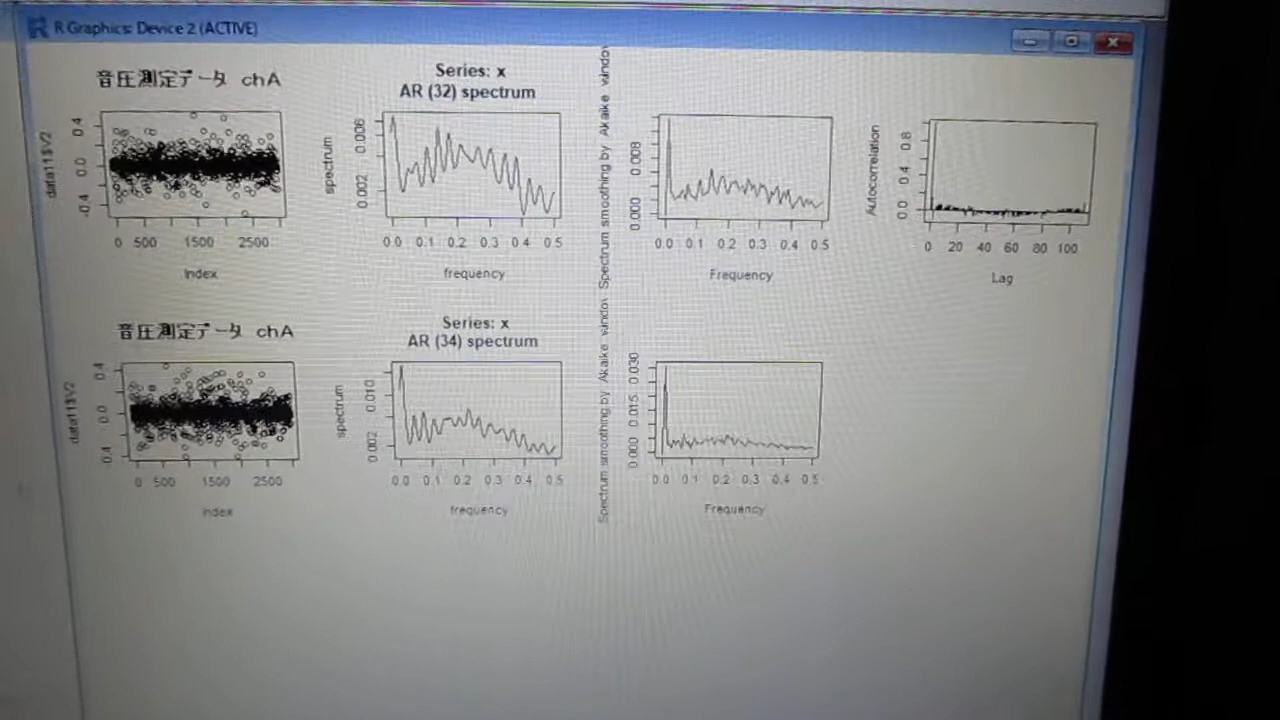 R Graphics: Device 2 (ACTIVE)
音圧測定データ chA
data11$V2
-0.4 0.0 0.4
0 500 1500 2500
Index
Series: x
AR (32) spectrum
spectrum
0.002 0.006
0.0 0.1 0.2 0.3 0.4 0.5
frequency
Spectrum smoothing by Akaike window
0.000 0.008
0.0 0.1 0.2 0.3 0.4 0.5
Frequency
Autocorrelation
0.0 0.4 0.8
0 20 40 60 80 100
Lag
音圧測定データ chA
data11$V2
0.4 0.0 0.4
0 500 1500 2500
Index
Series: x
AR (34) spectrum
spectrum
0.002 0.010
0.0 0.1 0.2 0.3 0.4 0.5
frequency
Spectrum smoothing by Akaike window
0.000 0.015 0.030
0.0 0.1 0.2 0.3 0.4 0.5
Frequency